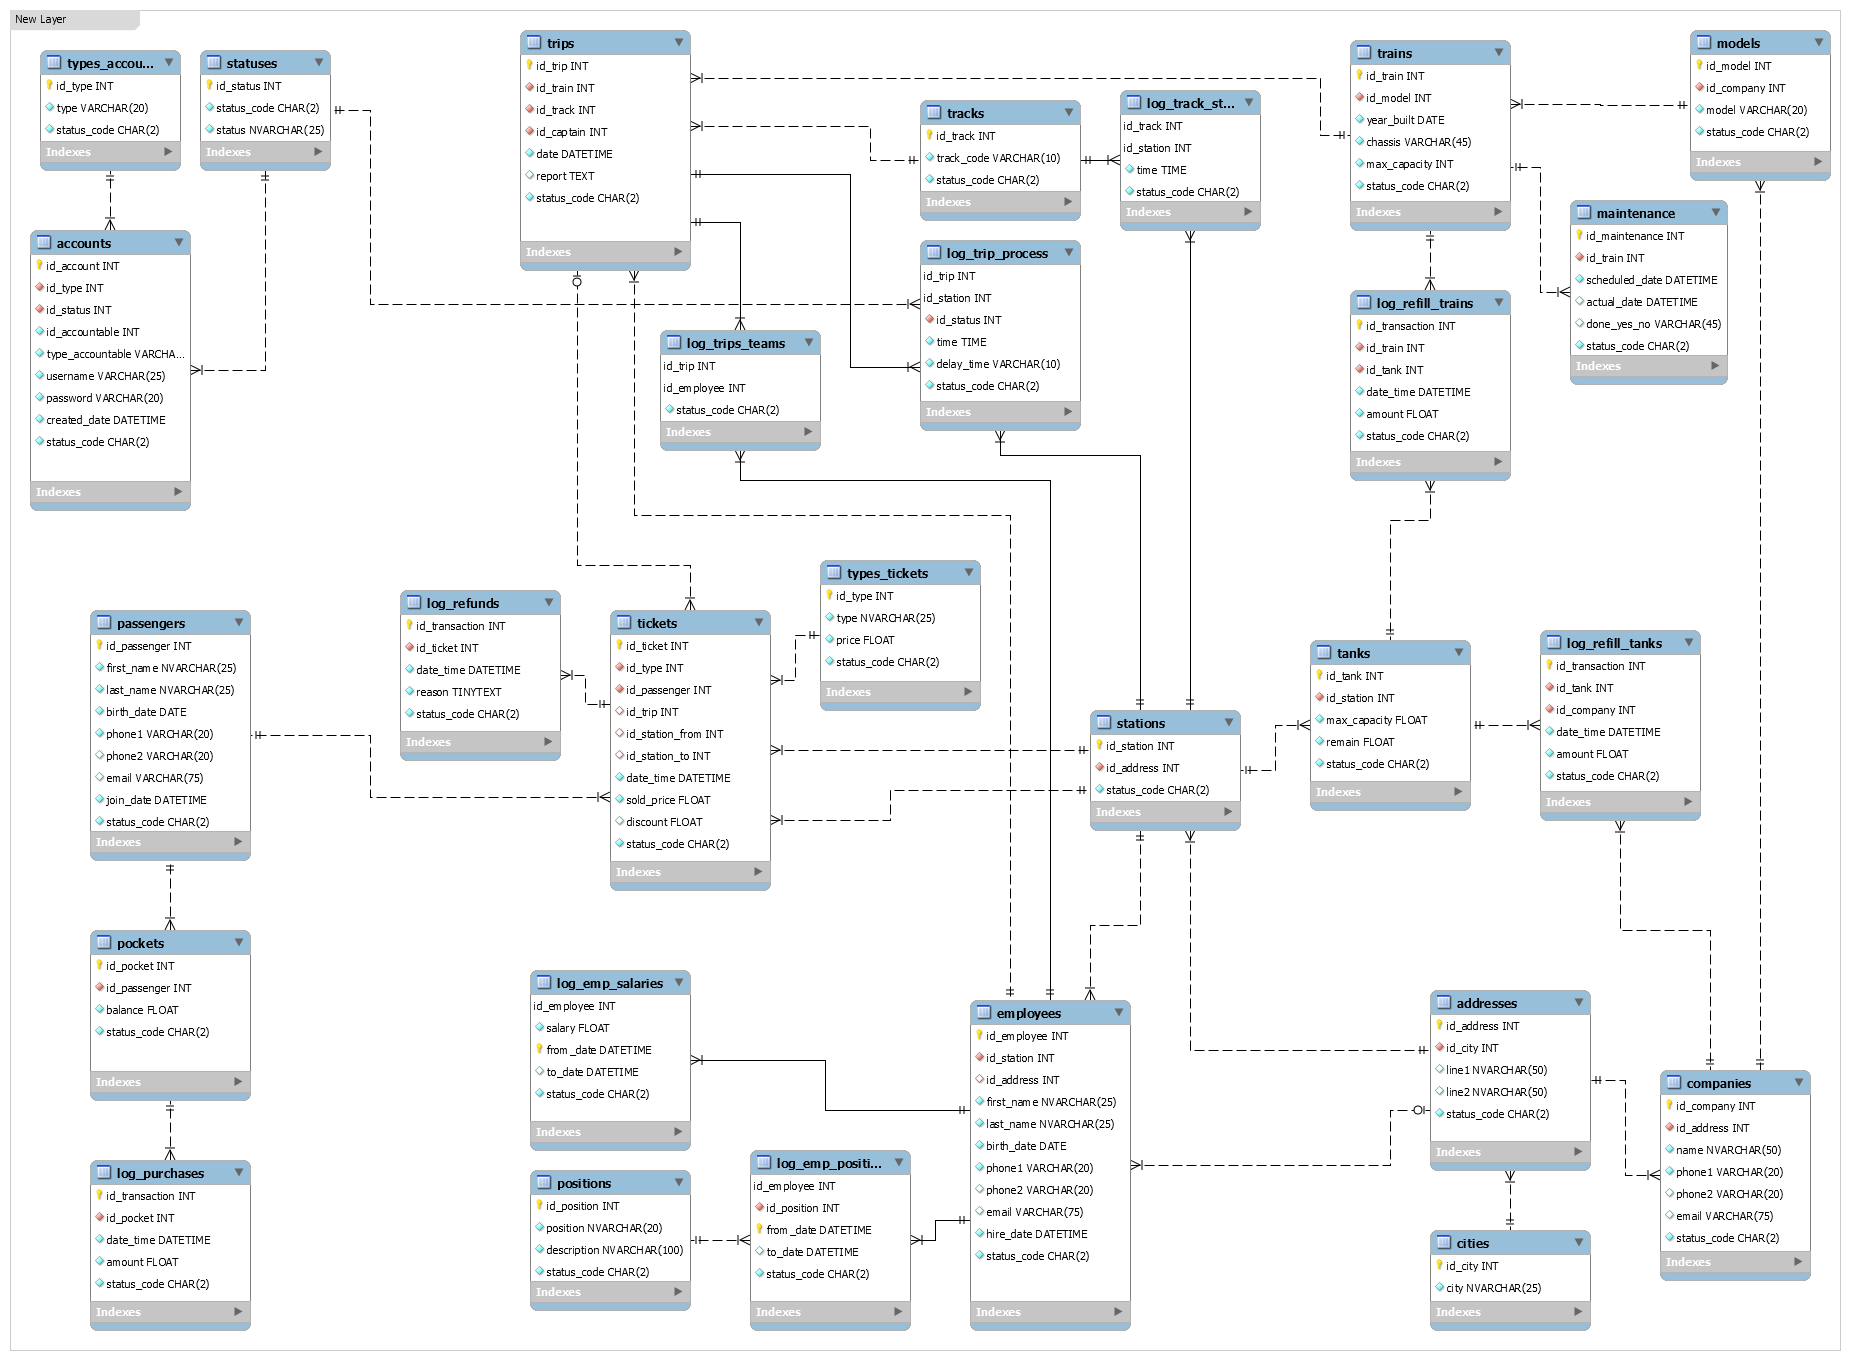 New Layer
types_accou...
id_type INT
type VARCHAR(20)
status_code CHAR(2)
Indexes
statuses
id_status INT
status_code CHAR(2)
status NVARCHAR(25)
Indexes
accounts
id_account INT
id_type INT
id_status INT
id_accountable INT
type_accountable VARCHA...
username VARCHAR(25)
password VARCHAR(20)
created_date DATETIME
status_code CHAR(2)
Indexes
trips
id_trip INT
id_train INT
id_track INT
id_captain INT
date DATETIME
report TEXT
status_code CHAR(2)
Indexes
tracks
id_track INT
track_code VARCHAR(10)
status_code CHAR(2)
Indexes
log_track_st...
id_track INT
id_station INT
time TIME
status_code CHAR(2)
Indexes
trains
id_train INT
id_model INT
year_built DATE
chassis VARCHAR(45)
max_capacity INT
status_code CHAR(2)
Indexes
models
id_model INT
id_company INT
model VARCHAR(20)
status_code CHAR(2)
Indexes
maintenance
id_maintenance INT
id_train INT
scheduled_date DATETIME
actual_date DATETIME
done_yes_no VARCHAR(45)
status_code CHAR(2)
Indexes
log_trip_process
id_trip INT
id_station INT
id_status INT
time TIME
delay_time VARCHAR(10)
status_code CHAR(2)
Indexes
log_trips_teams
id_trip INT
id_employee INT
status_code CHAR(2)
Indexes
log_refill_trains
id_transaction INT
id_train INT
id_tank INT
date_time DATETIME
amount FLOAT
status_code CHAR(2)
Indexes
passengers
id_passenger INT
first_name NVARCHAR(25)
last_name NVARCHAR(25)
birth_date DATE
phone1 VARCHAR(20)
phone2 VARCHAR(20)
email VARCHAR(75)
join_date DATETIME
status_code CHAR(2)
Indexes
log_refunds
id_transaction INT
id_ticket INT
date_time DATETIME
reason TINYTEXT
status_code CHAR(2)
Indexes
tickets
id_ticket INT
id_type INT
id_passenger INT
id_trip INT
id_station_from INT
id_station_to INT
date_time DATETIME
sold_price FLOAT
discount FLOAT
status_code CHAR(2)
Indexes
types_tickets
id_type INT
type NVARCHAR(25)
price FLOAT
status_code CHAR(2)
Indexes
stations
id_station INT
id_address INT
status_code CHAR(2)
Indexes
tanks
id_tank INT
id_station INT
max_capacity FLOAT
remain FLOAT
status_code CHAR(2)
Indexes
log_refill_tanks
id_transaction INT
id_tank INT
id_company INT
date_time DATETIME
amount FLOAT
status_code CHAR(2)
Indexes
pockets
id_pocket INT
id_passenger INT
balance FLOAT
status_code CHAR(2)
Indexes
log_purchases
id_transaction INT
id_pocket INT
date_time DATETIME
amount FLOAT
status_code CHAR(2)
Indexes
log_emp_salaries
id_employee INT
salary FLOAT
from_date DATETIME
to_date DATETIME
status_code CHAR(2)
Indexes
positions
id_position INT
position NVARCHAR(20)
description NVARCHAR(100)
status_code CHAR(2)
Indexes
log_emp_positi...
id_employee INT
id_position INT
from_date DATETIME
to_date DATETIME
status_code CHAR(2)
Indexes
employees
id_employee INT
id_station INT
id_address INT
first_name NVARCHAR(25)
last_name NVARCHAR(25)
birth_date DATE
phone1 VARCHAR(20)
phone2 VARCHAR(20)
email VARCHAR(75)
hire_date DATETIME
status_code CHAR(2)
Indexes
addresses
id_address INT
id_city INT
line1 NVARCHAR(50)
line2 NVARCHAR(50)
status_code CHAR(2)
Indexes
cities
id_city INT
city NVARCHAR(25)
Indexes
companies
id_company INT
id_address INT
name NVARCHAR(50)
phone1 VARCHAR(20)
phone2 VARCHAR(20)
email VARCHAR(75)
status_code CHAR(2)
Indexes